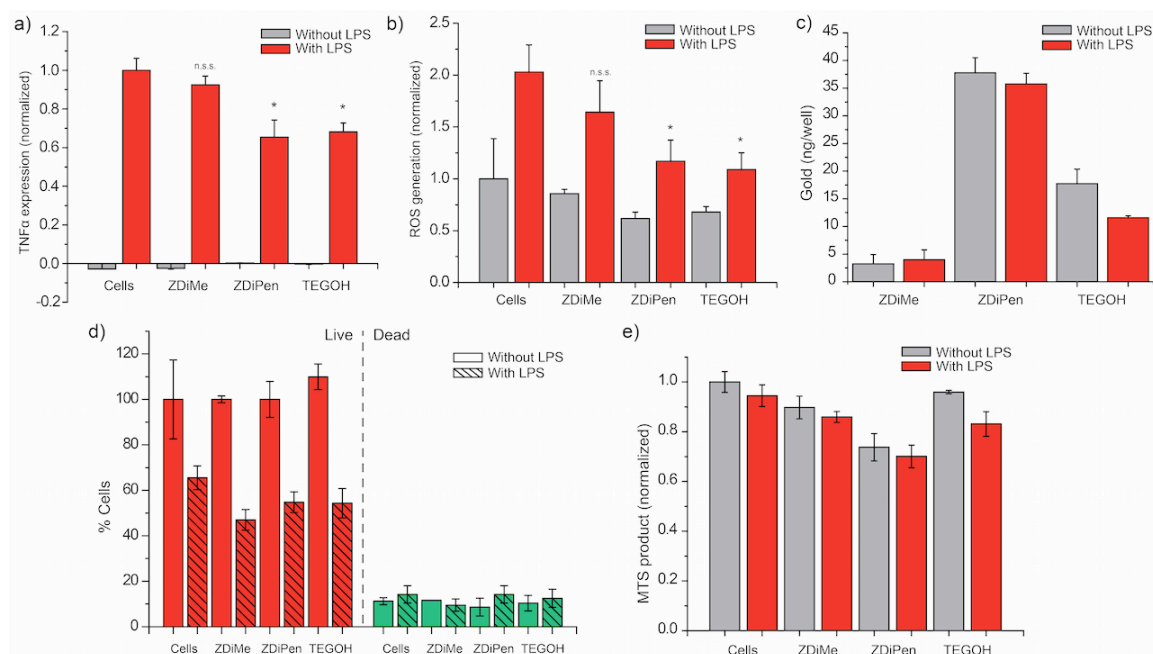 a)
TNFα expression (normalized)
1.2
1.0
0.8
0.6
0.4
0.2
0.0
-0.2
Without LPS
With LPS
n.s.s.
*
*
Cells ZDiMe ZDiPen TEGOH
b)
ROS generation (normalized)
2.5
2.0
1.5
1.0
0.5
0.0
Without LPS
With LPS
n.s.s.
*
*
Cells ZDiMe ZDiPen TEGOH
c)
Gold (ng/well)
45
40
35
30
25
20
15
10
5
0
Without LPS
With LPS
ZDiMe ZDiPen TEGOH
d)
% Cells
120
100
80
60
40
20
0
Live Dead
Without LPS
With LPS
Cells ZDiMe ZDiPen TEGOH Cells ZDiMe ZDiPen TEGOH
e)
MTS product (normalized)
1.0
0.8
0.6
0.4
0.2
0.0
Without LPS
With LPS
Cells ZDiMe ZDiPen TEGOH